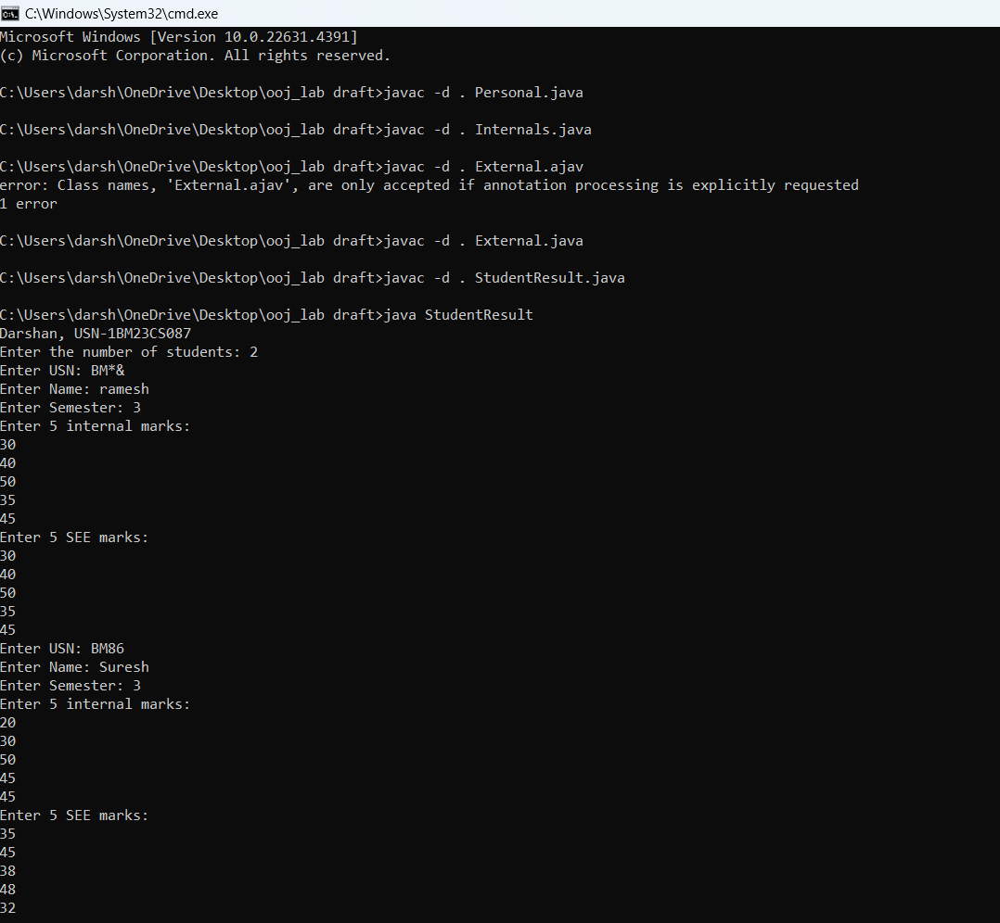 C:\Windows\System32\cmd.exe
Microsoft Windows [Version 10.0.22631.4391]
(c) Microsoft Corporation. All rights reserved.
C:\Users\darsh\OneDrive\Desktop\ooj_lab draft>javac -d . Personal.java
C:\Users\darsh\OneDrive\Desktop\ooj_lab draft>javac -d . Internals.java
C:\Users\darsh\OneDrive\Desktop\ooj_lab draft>javac -d . External.ajav
error: Class names, 'External.ajav', are only accepted if annotation processing is explicitly requested
1 error
C:\Users\darsh\OneDrive\Desktop\ooj_lab draft>javac -d . External.java
C:\Users\darsh\OneDrive\Desktop\ooj_lab draft>javac -d . StudentResult.java
C:\Users\darsh\OneDrive\Desktop\ooj_lab draft>java StudentResult
Darshan, USN-1BM23CS087
Enter the number of students: 2
Enter USN: BM*&
Enter Name: ramesh
Enter Semester: 3
Enter 5 internal marks:
30
40
50
35
45
Enter 5 SEE marks:
30
40
50
35
45
Enter USN: BM86
Enter Name: Suresh
Enter Semester: 3
Enter 5 internal marks:
20
30
50
45
45
Enter 5 SEE marks:
35
45
38
48
32